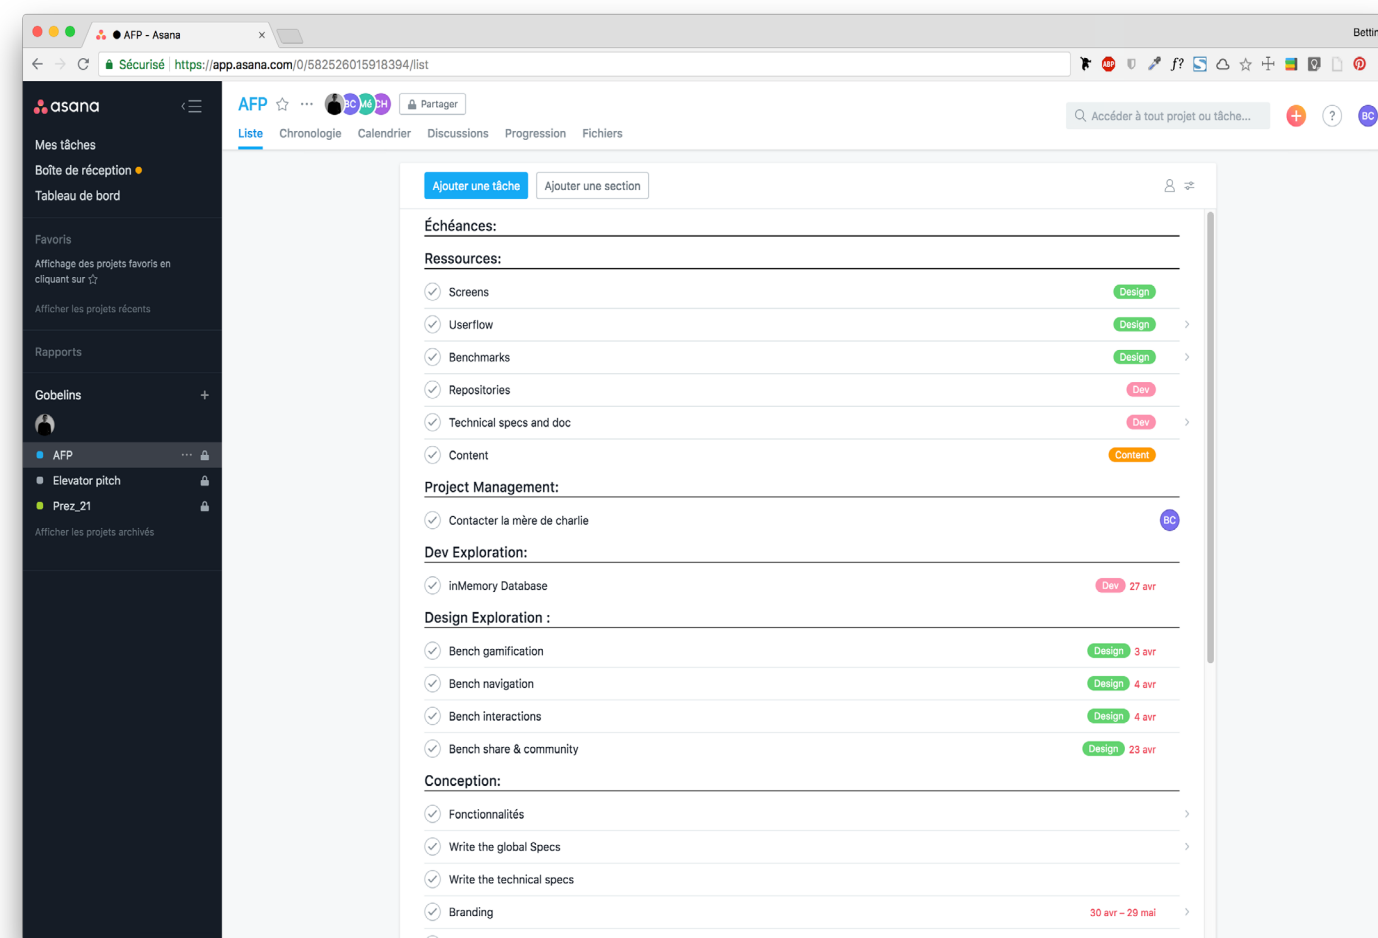 AFP - Asana
Bettin
Sécurisé https://app.asana.com/0/582526015918394/list
f?
ABP
asana
AFP
BC Mé CH
Partager
Liste Chronologie Calendrier Discussions Progression Fichiers
Accéder à tout projet ou tâche...
+ ? BC
Mes tâches
Boîte de réception
Tableau de bord
Favoris
Affichage des projets favoris en
cliquant sur
Afficher les projets récents
Rapports
Gobelins +
AFP ...
Elevator pitch
Prez_21
Afficher les projets archivés
Ajouter une tâche Ajouter une section
Échéances:
Ressources:
Screens Design
Userflow Design
Benchmarks Design
Repositories Dev
Technical specs and doc Dev
Content Content
Project Management:
Contacter la mère de charlie BC
Dev Exploration:
inMemory Database Dev 27 avr
Design Exploration :
Bench gamification Design 3 avr
Bench navigation Design 4 avr
Bench interactions Design 4 avr
Bench share & community Design 23 avr
Conception:
Fonctionnalités
Write the global Specs
Write the technical specs
Branding 30 avr – 29 mai